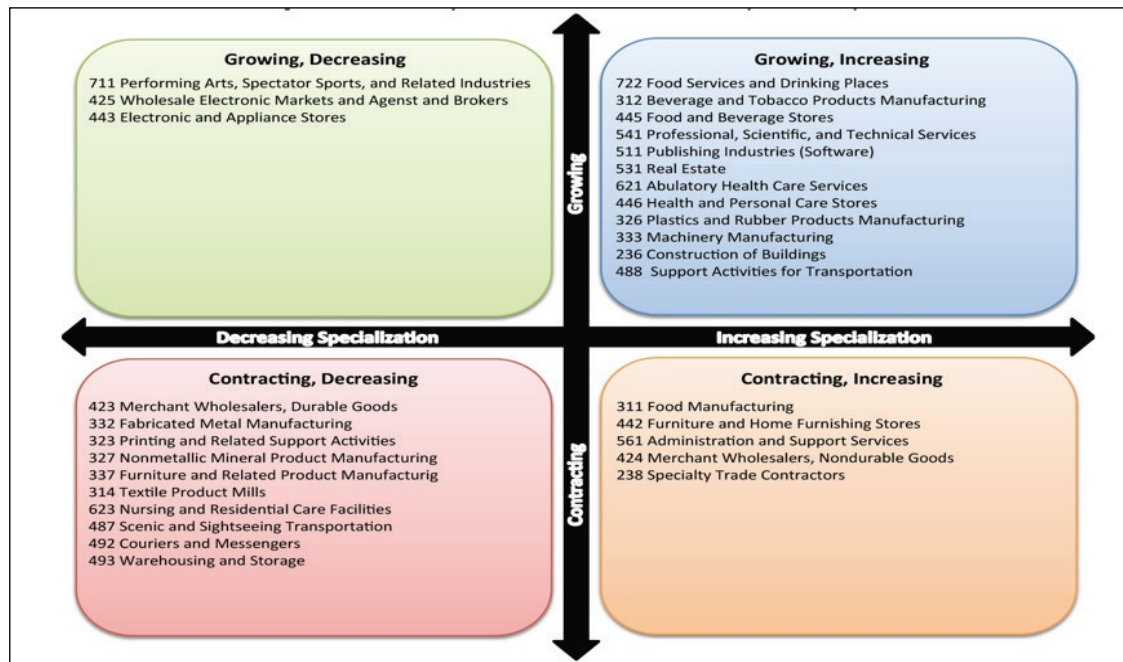 Growing, Decreasing
711 Performing Arts, Spectator Sports, and Related Industries
425 Wholesale Electronic Markets and Agenst and Brokers
443 Electronic and Appliance Stores
Growing, Increasing
722 Food Services and Drinking Places
312 Beverage and Tobacco Products Manufacturing
445 Food and Beverage Stores
541 Professional, Scientific, and Technical Services
511 Publishing Industries (Software)
531 Real Estate
621 Abulatory Health Care Services
446 Health and Personal Care Stores
326 Plastics and Rubber Products Manufacturing
333 Machinery Manufacturing
236 Construction of Buildings
488 Support Activities for Transportation
Growing
Decreasing Specialization
Increasing Specialization
Contracting
Contracting, Decreasing
423 Merchant Wholesalers, Durable Goods
332 Fabricated Metal Manufacturing
323 Printing and Related Support Activities
327 Nonmetallic Mineral Product Manufacturing
337 Furniture and Related Product Manufacturig
314 Textile Product Mills
623 Nursing and Residential Care Facilities
487 Scenic and Sightseeing Transportation
492 Couriers and Messengers
493 Warehousing and Storage
Contracting, Increasing
311 Food Manufacturing
442 Furniture and Home Furnishing Stores
561 Administration and Support Services
424 Merchant Wholesalers, Nondurable Goods
238 Specialty Trade Contractors